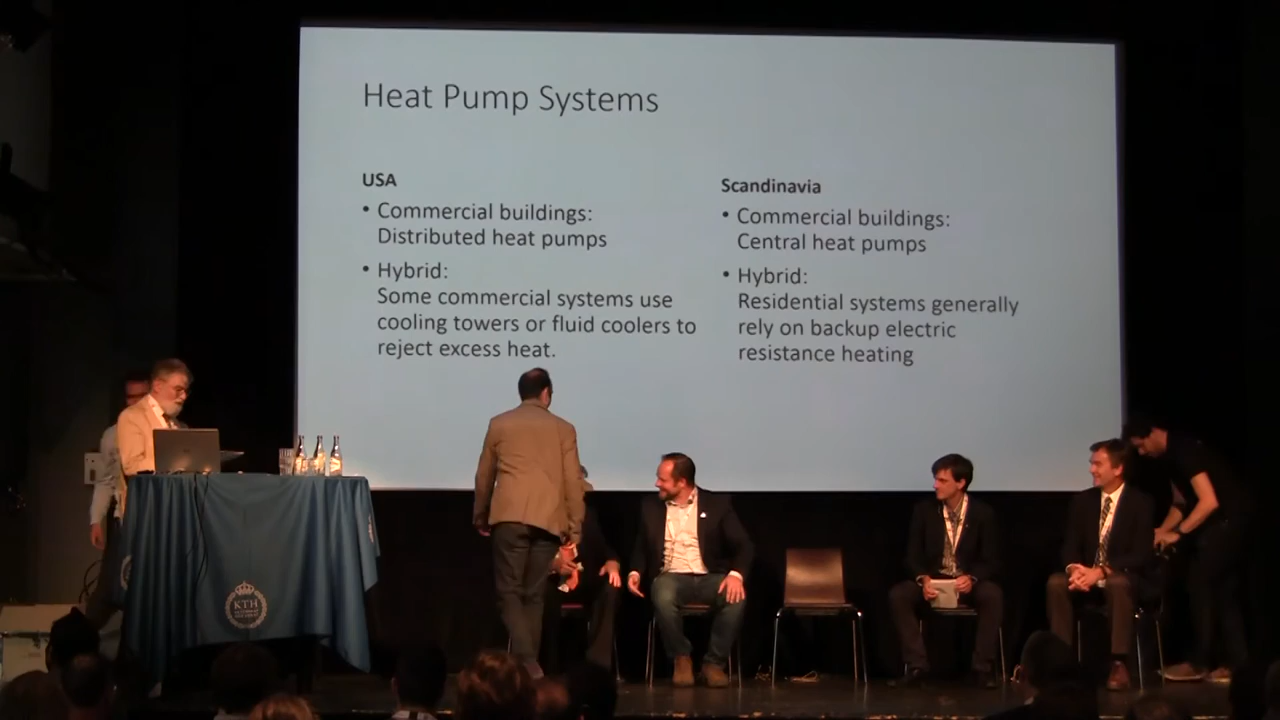 Heat Pump Systems
USA
• Commercial buildings:
Distributed heat pumps
• Hybrid:
Some commercial systems use
cooling towers or fluid coolers to
reject excess heat.
Scandinavia
• Commercial buildings:
Central heat pumps
• Hybrid:
Residential systems generally
rely on backup electric
resistance heating
KTH